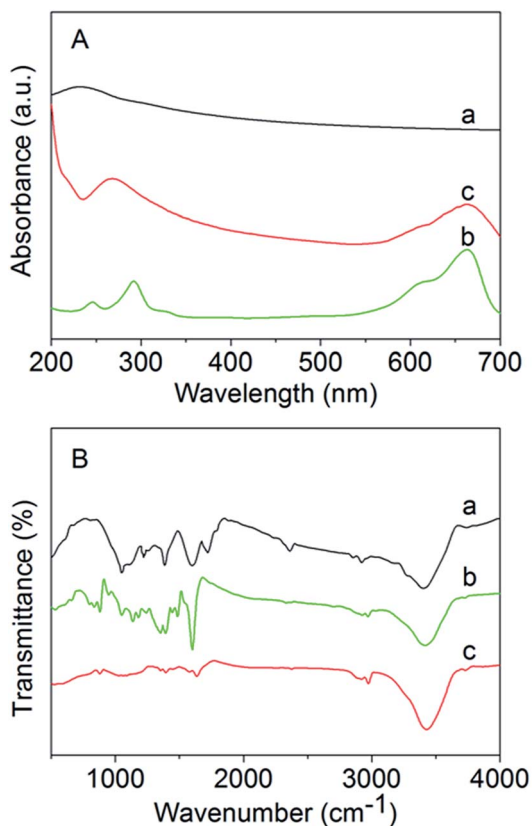 A
a
c
b
Absorbance (a.u.)
200 300 400 500 600 700
Wavelength (nm)
B
a
b
c
Transmittance (%)
1000 2000 3000 4000
Wavenumber (cm⁻¹)